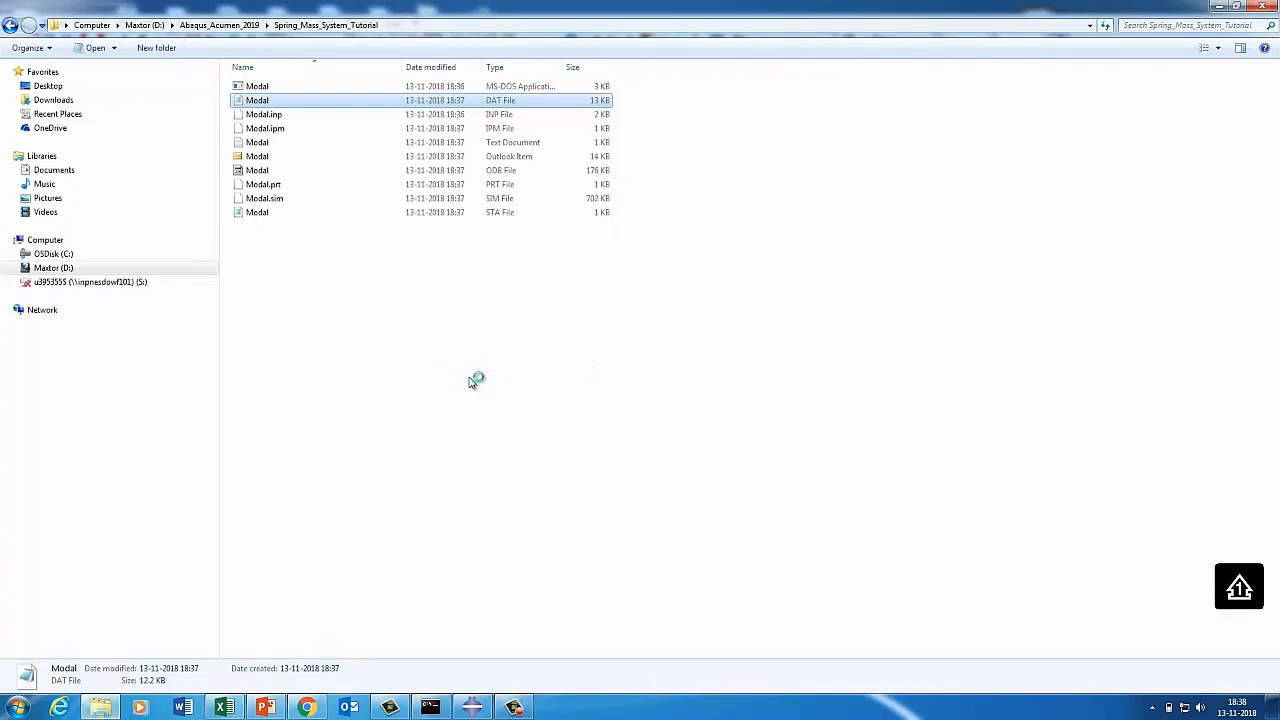 Computer Maxtor (D:) Abaqus_Acumen_2019 Spring_Mass_System_Tutorial
Search Spring_Mass_System_Tutorial
Organize Open New folder
Favorites
Desktop
Downloads
Recent Places
OneDrive
Libraries
Documents
Music
Pictures
Videos
Computer
OSDisk (C:)
Maxtor (D:)
u395355$ (\\inpnesdowf101) (S:)
Network
Name Date modified Type Size
Modal 13-11-2018 18:36 MS-DOS Applicati... 3 KB
Modal 13-11-2018 18:37 DAT File 13 KB
Modal.inp 13-11-2018 18:36 INP File 2 KB
Modal.ipm 13-11-2018 18:37 IPM File 1 KB
Modal 13-11-2018 18:37 Text Document 1 KB
Modal 13-11-2018 18:37 Outlook Item 14 KB
Modal 13-11-2018 18:37 ODB File 176 KB
Modal.prt 13-11-2018 18:37 PRT File 1 KB
Modal.sim 13-11-2018 18:37 SIM File 702 KB
Modal 13-11-2018 18:37 STA File 1 KB
1
Modal Date modified: 13-11-2018 18:37 Date created: 13-11-2018 18:37
DAT File Size: 12.2 KB
18:38
13-11-2018